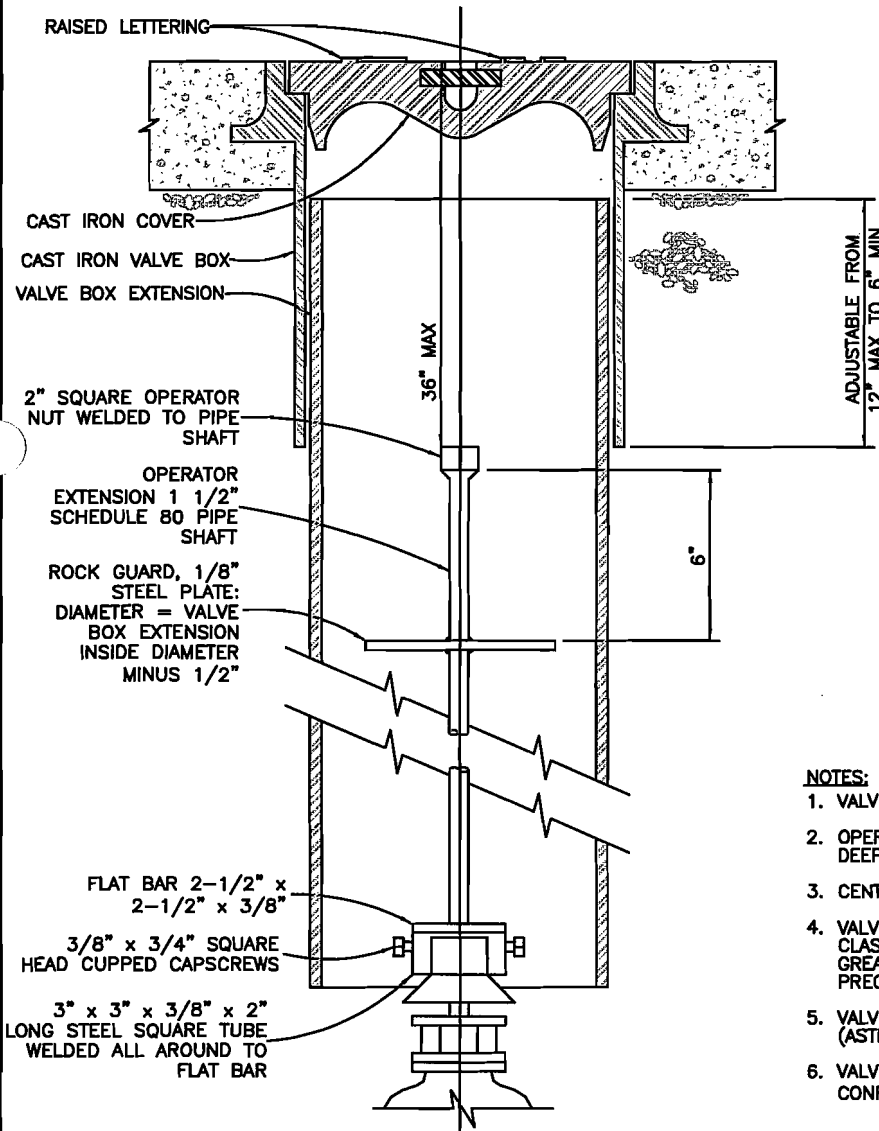 RAISED LETTERING
CAST IRON COVER
CAST IRON VALVE BOX
VALVE BOX EXTENSION
36" MAX
ADJUSTABLE FROM
12" MAX TO 6" MIN
2" SQUARE OPERATOR
NUT WELDED TO PIPE
SHAFT
OPERATOR
EXTENSION 1 1/2"
SCHEDULE 80 PIPE
SHAFT
6"
ROCK GUARD, 1/8"
STEEL PLATE:
DIAMETER = VALVE
BOX EXTENSION
INSIDE DIAMETER
MINUS 1/2"
FLAT BAR 2-1/2" x
2-1/2" x 3/8"
3/8" x 3/4" SQUARE
HEAD CUPPED CAPSCREWS
3" x 3" x 3/8" x 2"
LONG STEEL SQUARE TUBE
WELDED ALL AROUND TO
FLAT BAR
NOTES:
1. VALV
2. OPER
DEEP
3. CENT
4. VALV
CLAS
GREA
PREC
5. VALV
(AST
6. VALV
CONF